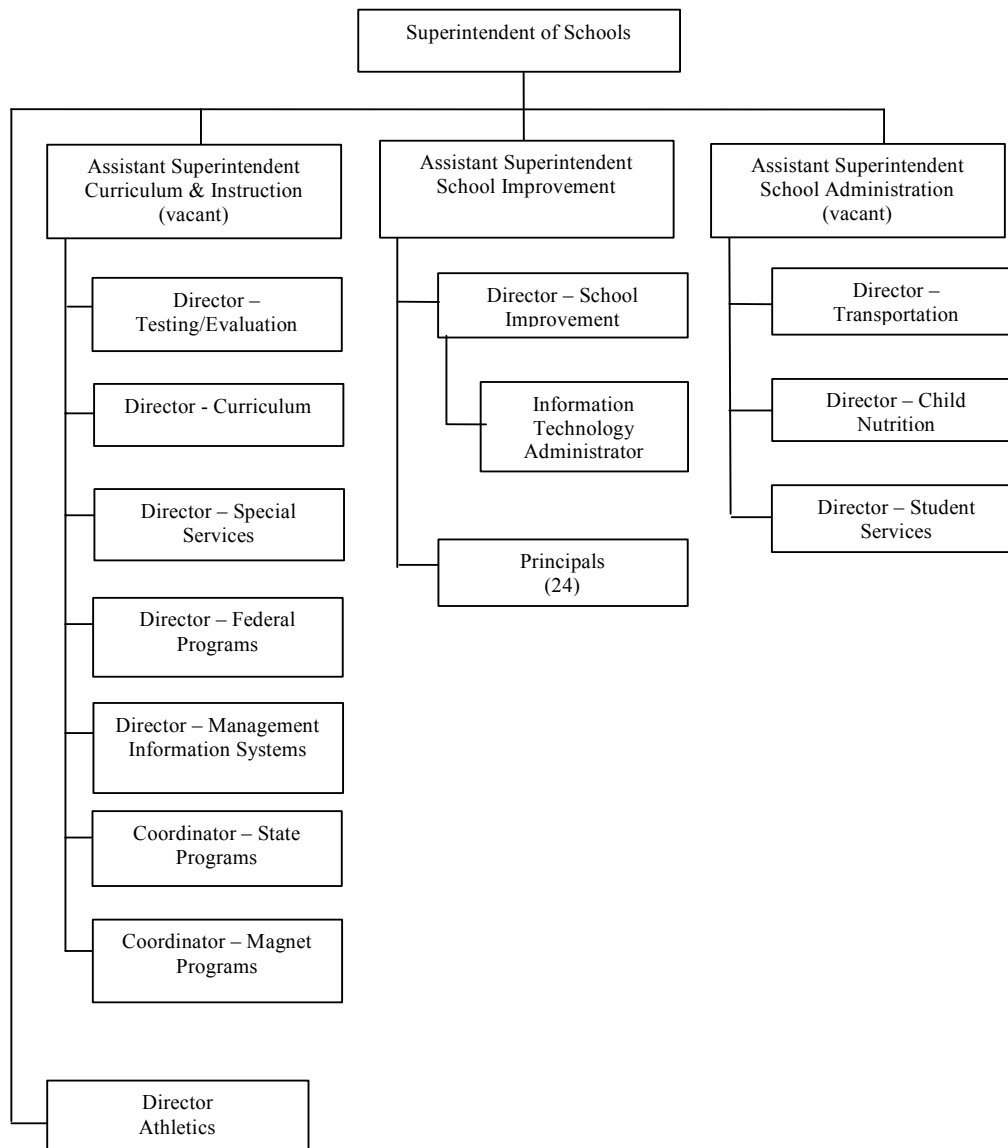 Superintendent of Schools
Assistant Superintendent
Curriculum & Instruction
(vacant)
Director –
Testing/Evaluation
Director - Curriculum
Director – Special
Services
Director – Federal
Programs
Director – Management
Information Systems
Coordinator – State
Programs
Coordinator – Magnet
Programs
Assistant Superintendent
School Improvement
Director – School
Improvement
Information
Technology
Administrator
Principals
(24)
Assistant Superintendent
School Administration
(vacant)
Director –
Transportation
Director – Child
Nutrition
Director – Student
Services
Director
Athletics